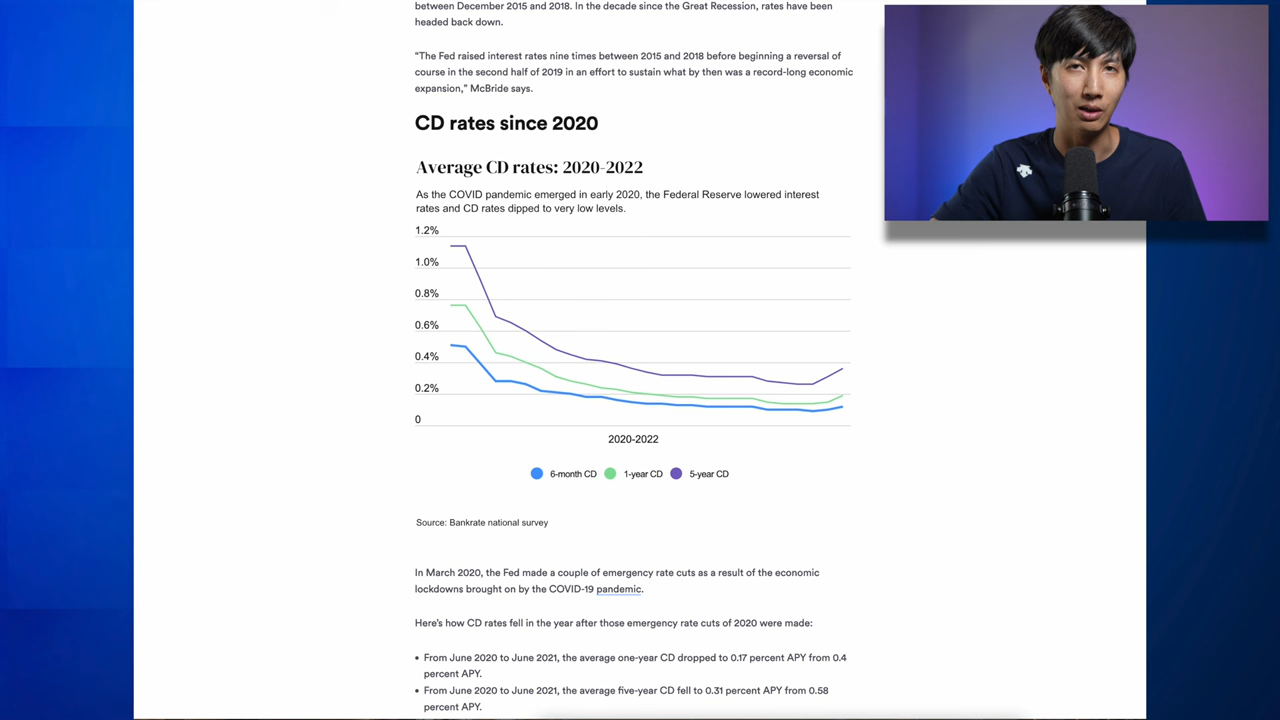 between December 2015 and 2018. In the decade since the Great Recession, rates have been
headed back down.
“The Fed raised interest rates nine times between 2015 and 2018 before beginning a reversal of
course in the second half of 2019 in an effort to sustain what by then was a record-long economic
expansion,” McBride says.
CD rates since 2020
Average CD rates: 2020-2022
As the COVID pandemic emerged in early 2020, the Federal Reserve lowered interest
rates and CD rates dipped to very low levels.
1.2%
1.0%
0.8%
0.6%
0.4%
0.2%
0
2020-2022
6-month CD 1-year CD 5-year CD
Source: Bankrate national survey
In March 2020, the Fed made a couple of emergency rate cuts as a result of the economic
lockdowns brought on by the COVID-19 pandemic.
Here’s how CD rates fell in the year after those emergency rate cuts of 2020 were made:
• From June 2020 to June 2021, the average one-year CD dropped to 0.17 percent APY from 0.4
percent APY.
• From June 2020 to June 2021, the average five-year CD fell to 0.31 percent APY from 0.58
percent APY.